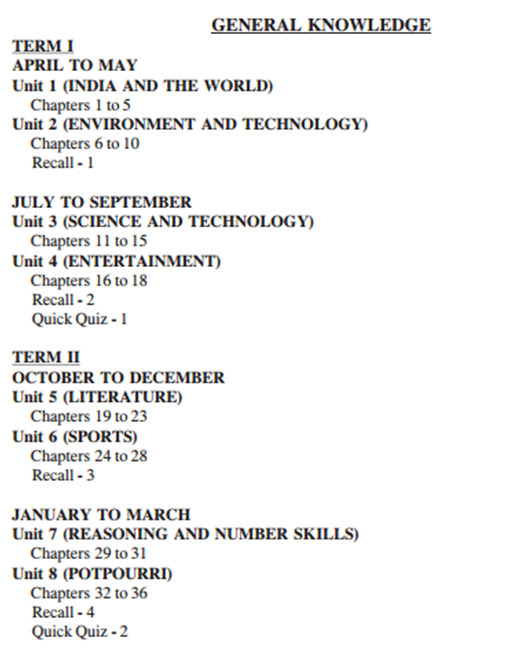 GENERAL KNOWLEDGE
TERM I
APRIL TO MAY
Unit 1 (INDIA AND THE WORLD)
Chapters 1 to 5
Unit 2 (ENVIRONMENT AND TECHNOLOGY)
Chapters 6 to 10
Recall - 1
JULY TO SEPTEMBER
Unit 3 (SCIENCE AND TECHNOLOGY)
Chapters 11 to 15
Unit 4 (ENTERTAINMENT)
Chapters 16 to 18
Recall - 2
Quick Quiz - 1
TERM II
OCTOBER TO DECEMBER
Unit 5 (LITERATURE)
Chapters 19 to 23
Unit 6 (SPORTS)
Chapters 24 to 28
Recall - 3
JANUARY TO MARCH
Unit 7 (REASONING AND NUMBER SKILLS)
Chapters 29 to 31
Unit 8 (POTPOURRI)
Chapters 32 to 36
Recall - 4
Quick Quiz - 2